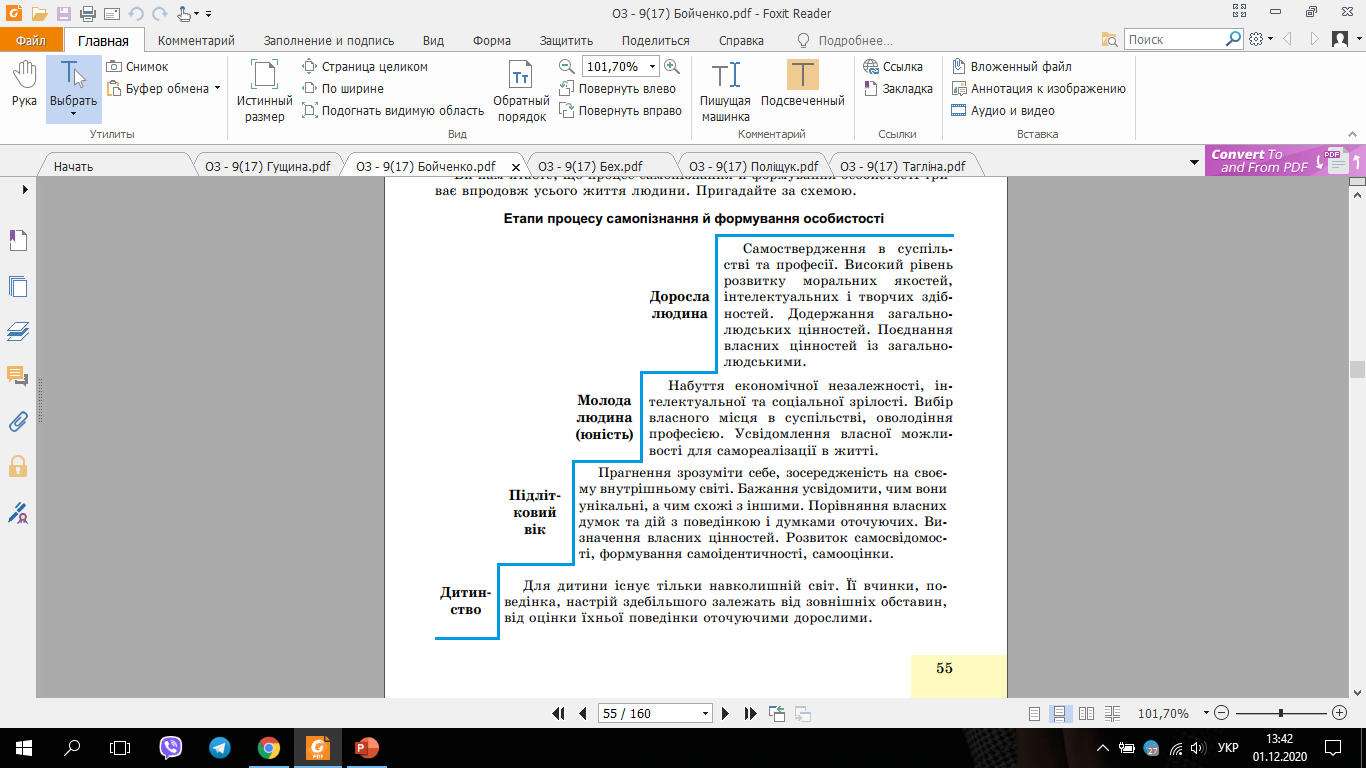 ОЗ - 9(17) Бойченко.pdf - Foxit Reader
Файл
Главная
Комментарий
Заполнение и подпись
Вид
Форма
Защитить
Поделиться
Справка
Подробнее...
Поиск
Рука
Выбрать
Снимок
Буфер обмена
Утилиты
Истинный размер
Страница целиком
По ширине
Подогнать видимую область
Обратный порядок
101,70%
Повернуть влево
Повернуть вправо
Вид
Пишущая машинка
Подсвеченный
Комментарий
Ссылка
Закладка
Ссылки
Вложенный файл
Аннотация к изображению
Аудио и видео
Вставка
Начать
ОЗ - 9(17) Гущина.pdf
ОЗ - 9(17) Бойченко.pdf
ОЗ - 9(17) Бех.pdf
ОЗ - 9(17) Поліщук.pdf
ОЗ - 9(17) Тагліна.pdf
Convert To
and From PDF
PDF
ває впродовж усього життя людини. Пригадайте за схемою.
Етапи процесу самопізнання й формування особистості
Доросла
людина
Самоствердження в суспіль-
стві та професії. Високий рівень
розвитку моральних якостей,
інтелектуальних і творчих здіб-
ностей. Додержання загально-
людських цінностей. Поєднання
власних цінностей із загально-
людськими.
Молода
людина
(юність)
Набуття економічної незалежності, ін-
телектуальної та соціальної зрілості. Вибір
власного місця в суспільстві, оволодіння
професією. Усвідомлення власної можли-
вості для самореалізації в житті.
Підліт-
ковий
вік
Прагнення зрозуміти себе, зосередженість на своє-
му внутрішньому світі. Бажання усвідомити, чим вони
унікальні, а чим схожі з іншими. Порівняння власних
думок та дій з поведінкою і думками оточуючих. Ви-
значення власних цінностей. Розвиток самосвідомос-
ті, формування самоідентичності, самооцінки.
Дитин-
ство
Для дитини існує тільки навколишній світ. Її вчинки, по-
ведінка, настрій здебільшого залежать від зовнішніх обставин,
від оцінки їхньої поведінки оточуючими дорослими.
55
55 / 160
101,70%
27
УКР
13:42
01.12.2020